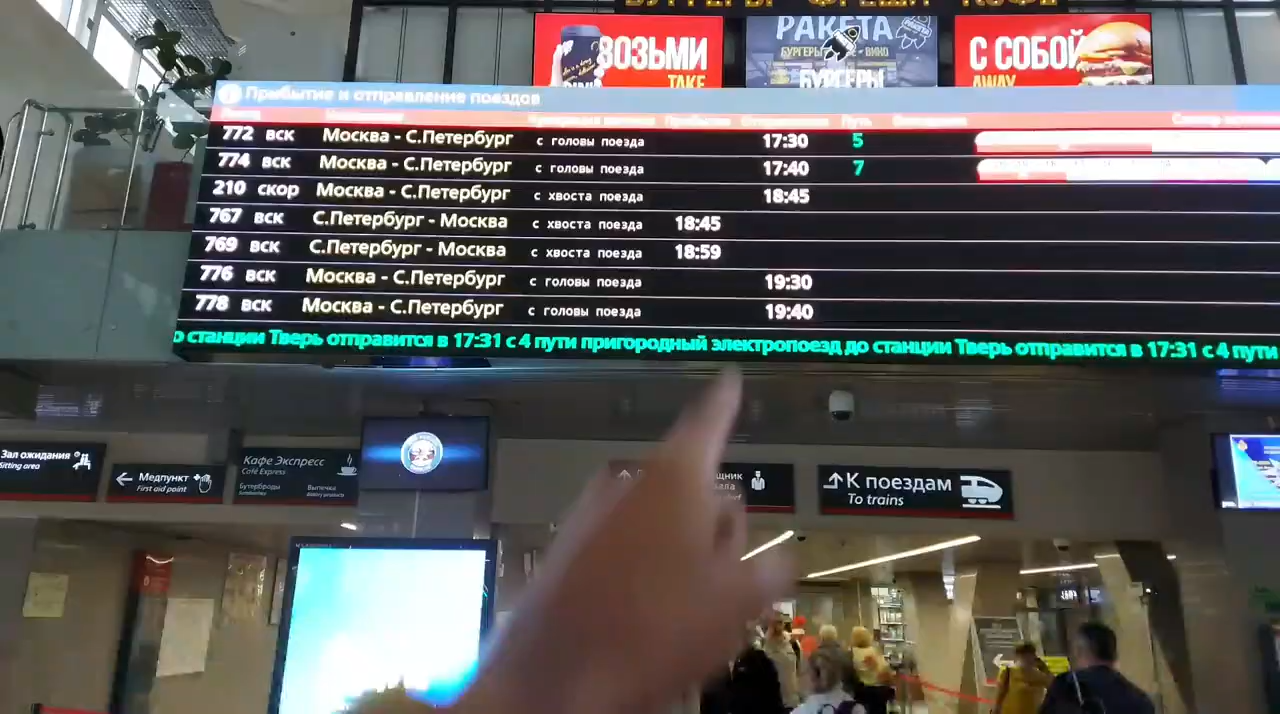 БУРГЕРЫ ФРЕШИ КОФЕ
ВОЗЬМИ
TAKE
РАКЕТА
БУРГЕРЫ ВИНО
БУРГЕРЫ
С СОБОЙ
AWAY
Прибытие и отправление поездов
772 вск Москва - С.Петербург с головы поезда 17:30 5
774 вск Москва - С.Петербург с головы поезда 17:40 7
210 скор Москва - С.Петербург с хвоста поезда 18:45
767 вск С.Петербург - Москва с хвоста поезда 18:45
769 вск С.Петербург - Москва с хвоста поезда 18:59
776 вск Москва - С.Петербург с головы поезда 19:30
778 вск Москва - С.Петербург с головы поезда 19:40
о станции Тверь отправится в 17:31 с 4 пути пригородный электропоезд до станции Тверь отправится в 17:31 с 4 пути
Зал ожидания
Sitting area
Медпункт
First aid point
Кафе Экспресс
Café Express
Бутерброды Выпечка
К поездам
To trains